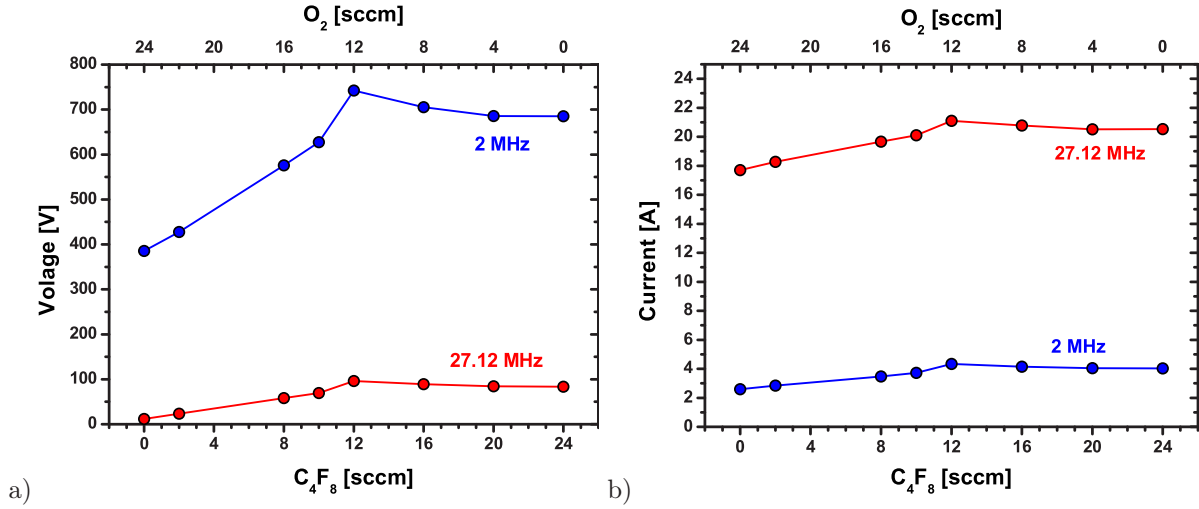 O₂ [sccm]
24 20 16 12 8 4 0
800
700
600
500
400
300
200
100
0
Volage [V]
2 MHz
27.12 MHz
0 4 8 12 16 20 24
C₄F₈ [sccm]
a)
O₂ [sccm]
24 20 16 12 8 4 0
24
22
20
18
16
14
12
10
8
6
4
2
0
Current [A]
27.12 MHz
2 MHz
0 4 8 12 16 20 24
C₄F₈ [sccm]
b)